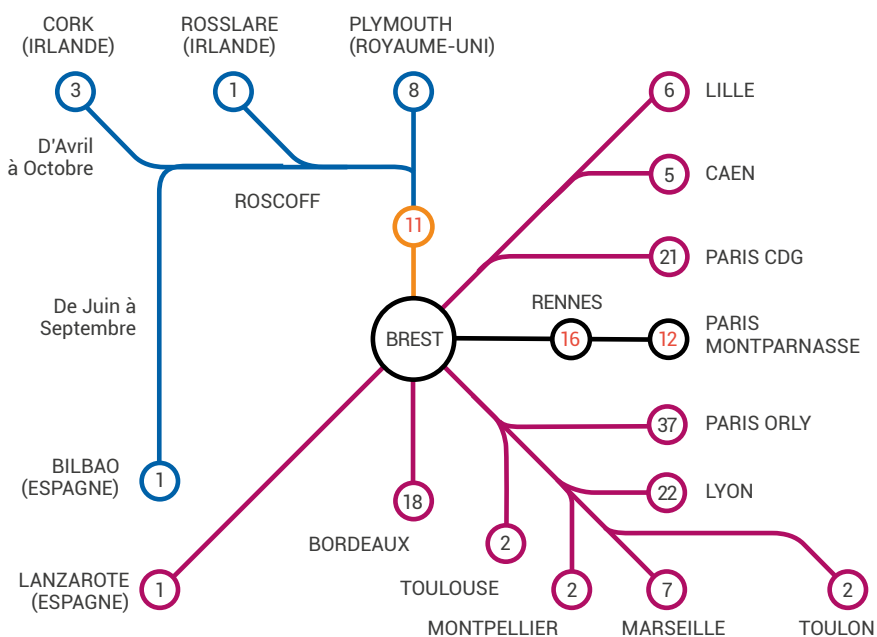 CORK
(IRLANDE)
ROSSLARE
(IRLANDE)
PLYMOUTH
(ROYAUME-UNI)
3
1
8
6
LILLE
D'Avril
à Octobre
5
CAEN
ROSCOFF
11
21
PARIS CDG
De Juin à
Septembre
RENNES
BREST
16
12
PARIS
MONTPARNASSE
37
PARIS ORLY
BILBAO
(ESPAGNE)
1
18
22
LYON
BORDEAUX
2
TOULOUSE
LANZAROTE
(ESPAGNE)
1
2
7
2
MONTPELLIER
MARSEILLE
TOULON